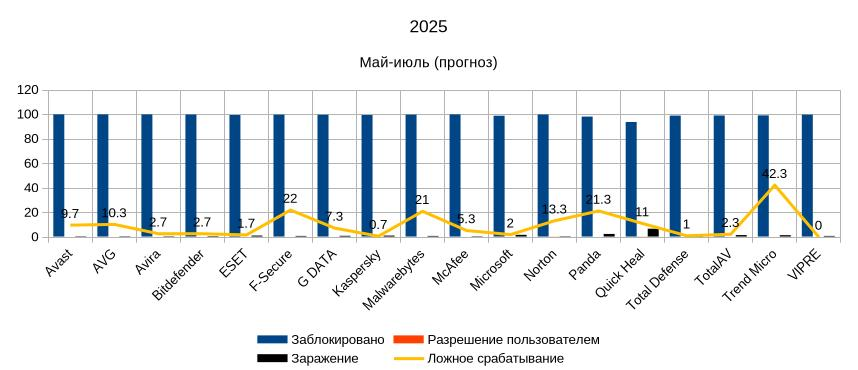 2025
Май-июль (прогноз)
120
100
80
60
40
20
0
9.7
10.3
2.7
2.7
1.7
22
7.3
0.7
21
5.3
2
13.3
21.3
11
1
2.3
42.3
0
Avast
AVG
Avira
Bitdefender
ESET
F-Secure
G DATA
Kaspersky
Malwarebytes
McAfee
Microsoft
Norton
Panda
Quick Heal
Total Defense
TotalAV
Trend Micro
VIPRE
Заблокировано Разрешение пользователем
Заражение Ложное срабатывание